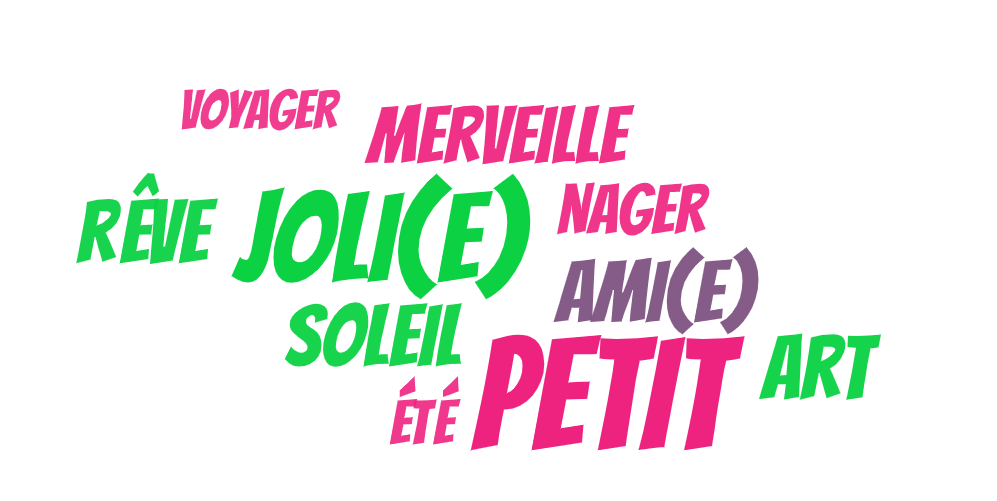 VOYAGER
MERVEILLE
RÊVE
JOLI(E)
NAGER
AMI(E)
SOLEIL
PETIT
ART
ÉTÉ